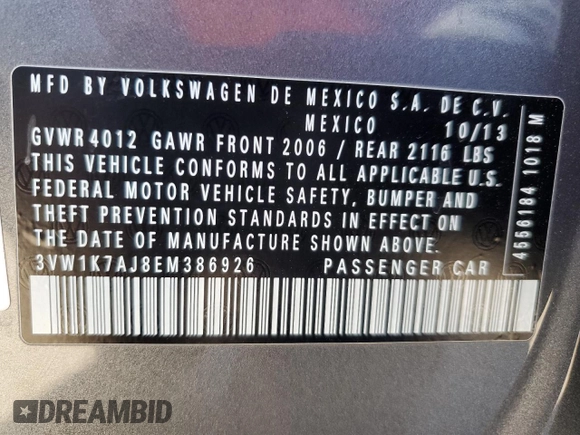 MFD BY VOLKSWAGEN DE MEXICO S.A. DE C.V.
MEXICO 10/13
GVWR 4012 GAWR FRONT 2006 / REAR 2116 LBS
THIS VEHICLE CONFORMS TO ALL APPLICABLE U.S.
FEDERAL MOTOR VEHICLE SAFETY, BUMPER AND
THEFT PREVENTION STANDARDS IN EFFECT ON
THE DATE OF MANUFACTURE SHOWN ABOVE.
3VW1K7AJ8EM386926 PASSENGER CAR
4566184 1018 M
DREAMBID